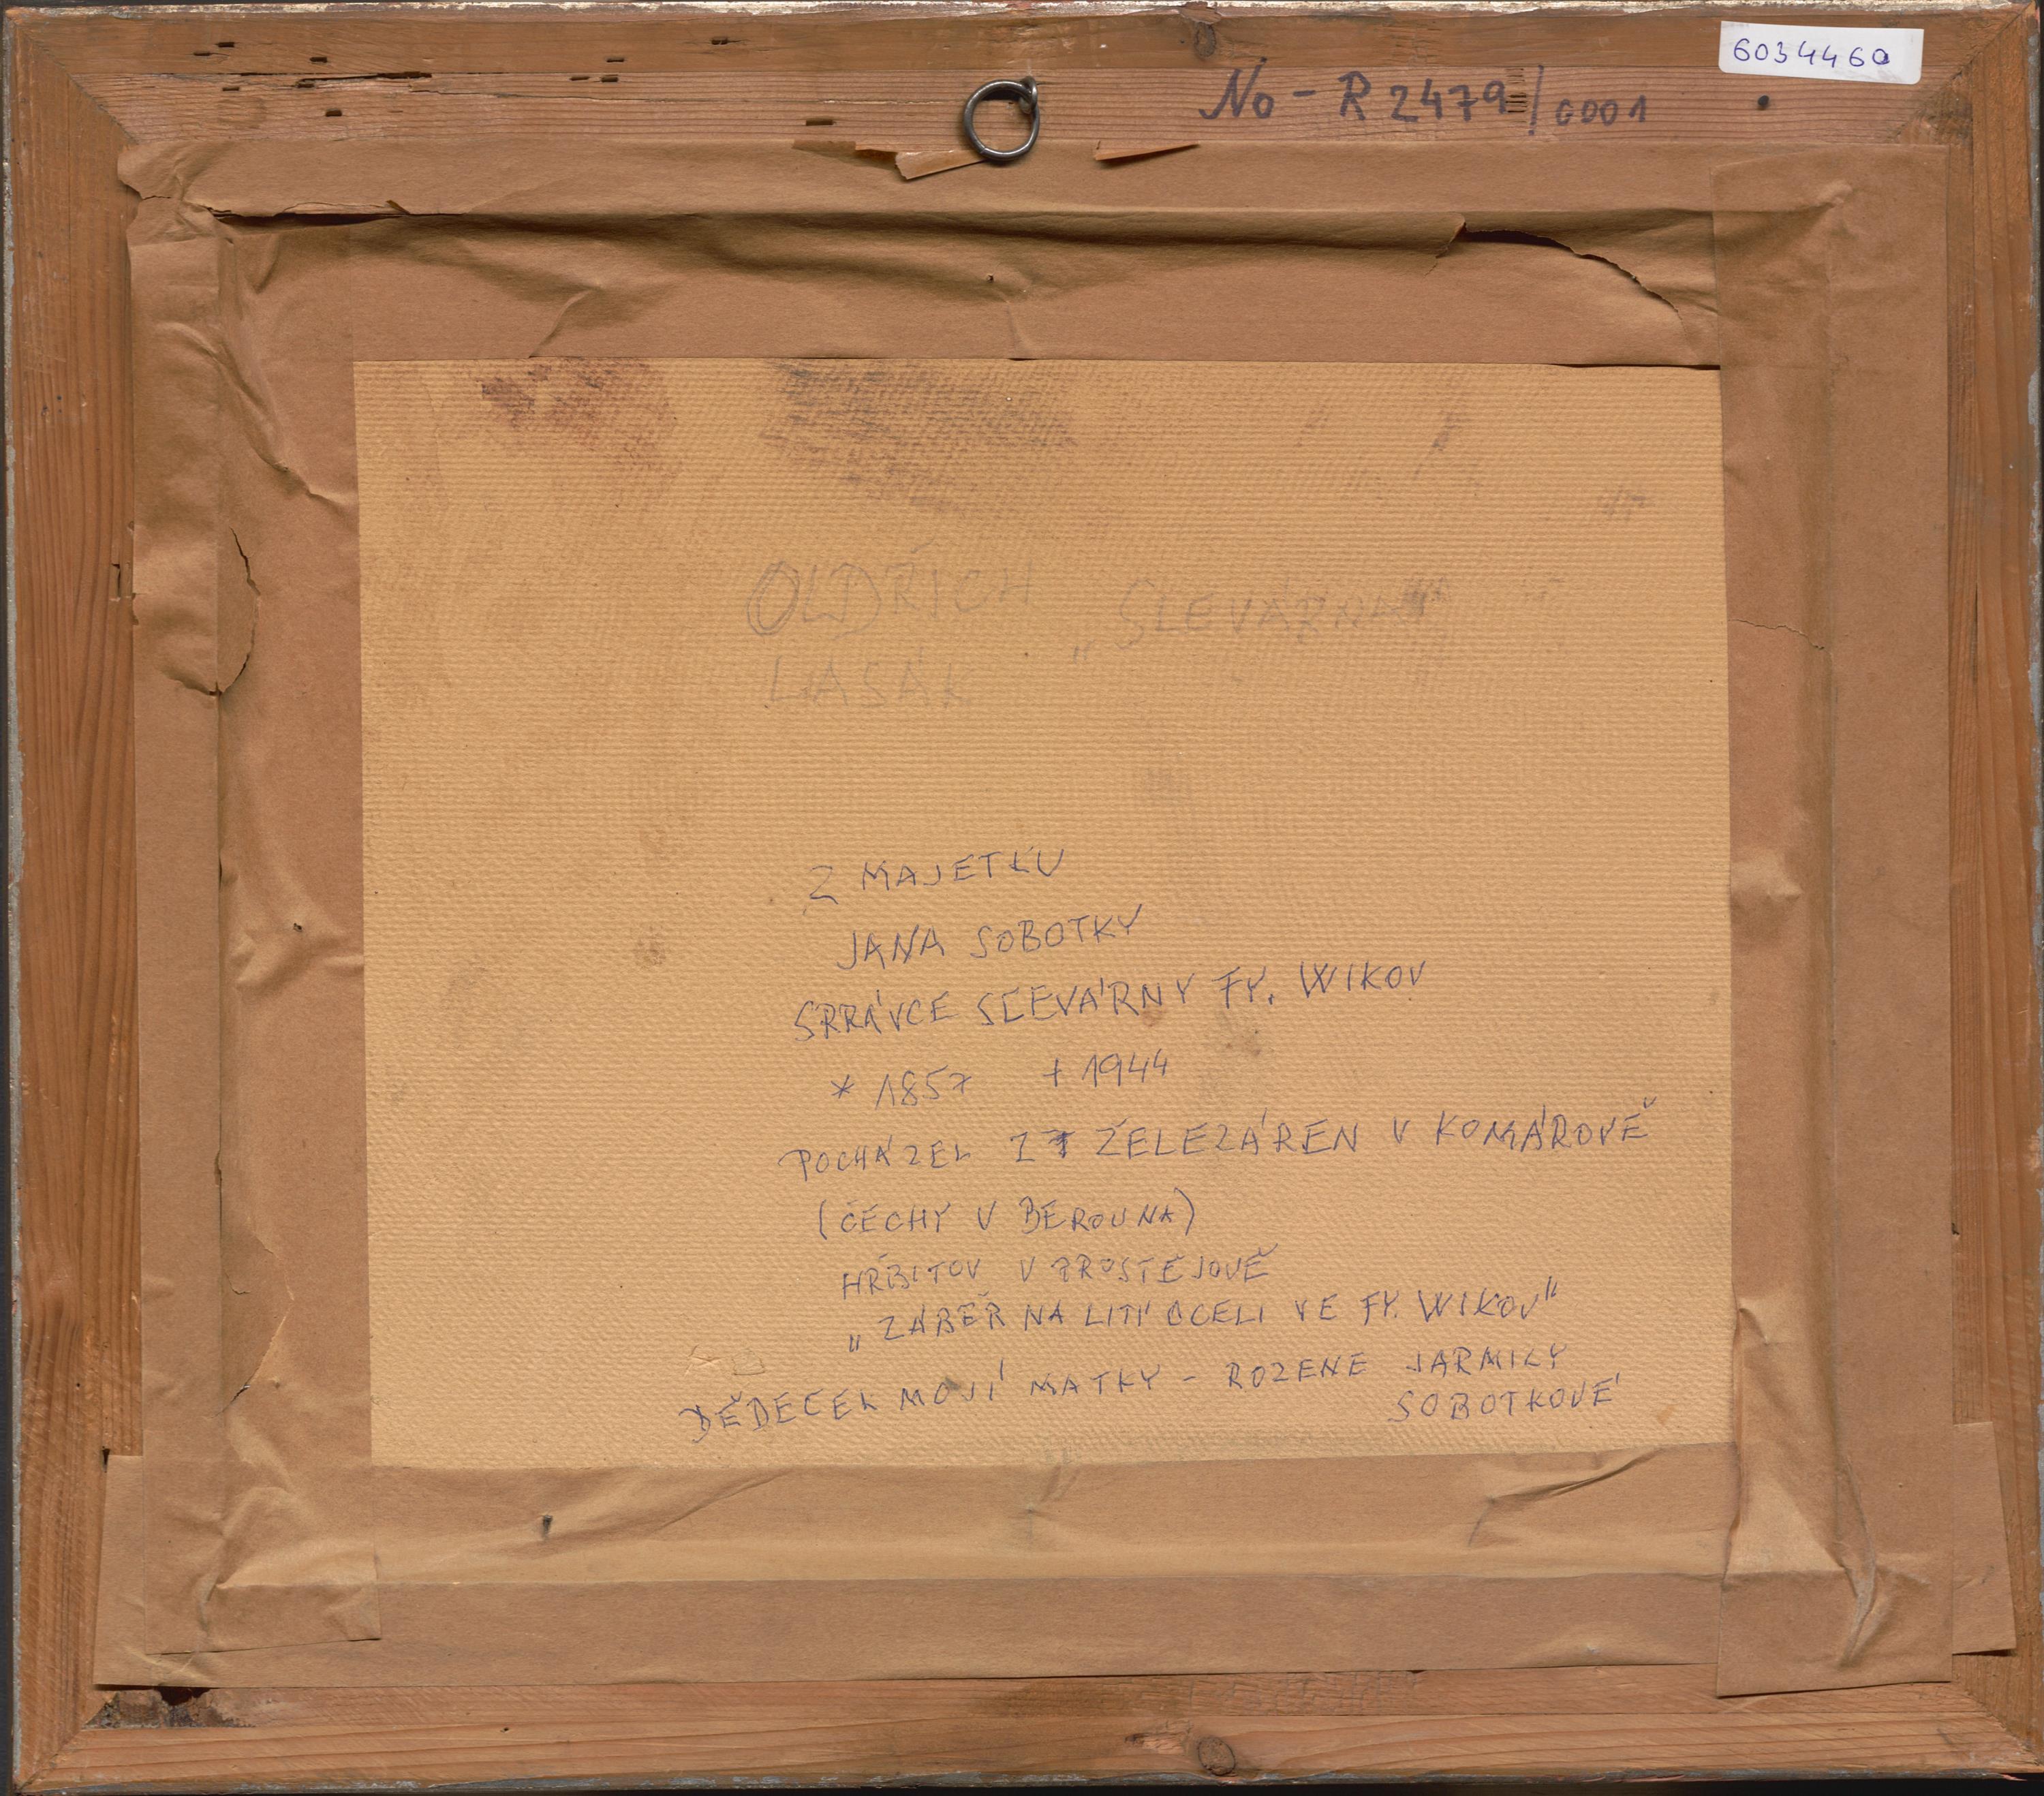 6034460
No - R 2479/0001
OLDŘICH „SLEVÁRNA“
LASÁK
Z MAJETKU
JANA SOBOTKY
SPRÁVCE SLEVÁRNY FY. WIKOV
* 1857 + 1944
POCHÁZEL Z ŽELEZÁREN V KOMÁROVĚ
(ČECHY U BEROUNA)
HŘBITOV V PROSTĚJOVĚ
„ZÁBĚR NA LITÍ OCELI VE FY. WIKOV“
DĚDEČEK MOJÍ MATKY - ROZENÉ JARMILY
SOBOTKOVÉ